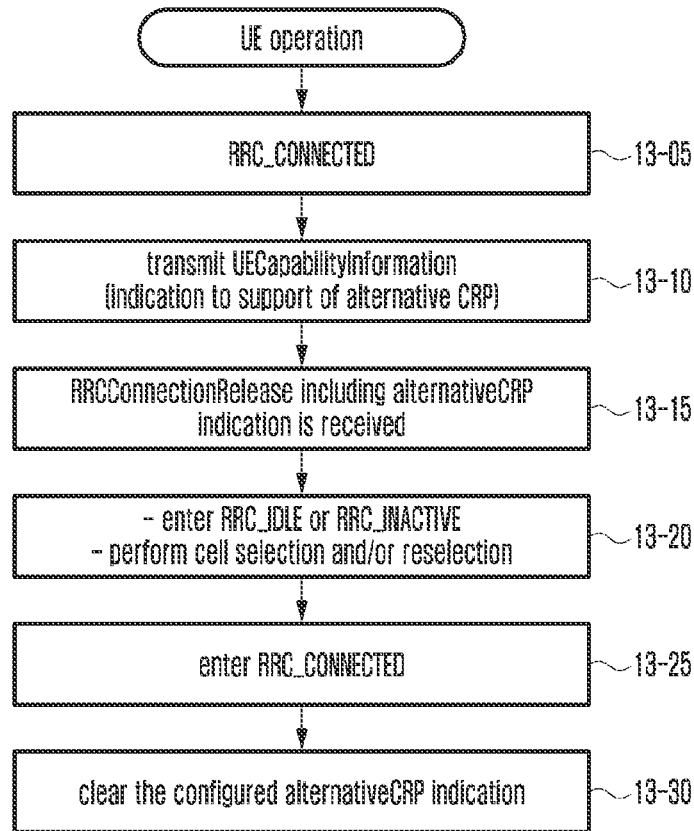 UE operation
RRC_CONNECTED
13-05
transmit UECapabilityInformation
(indication to support of alternative CRP)
13-10
RRCConnectionRelease including alternativeCRP
indication is received
13-15
- enter RRC_IDLE or RRC_INACTIVE
- perform cell selection and/or reselection
13-20
enter RRC_CONNECTED
13-25
clear the configured alternativeCRP indication
13-30